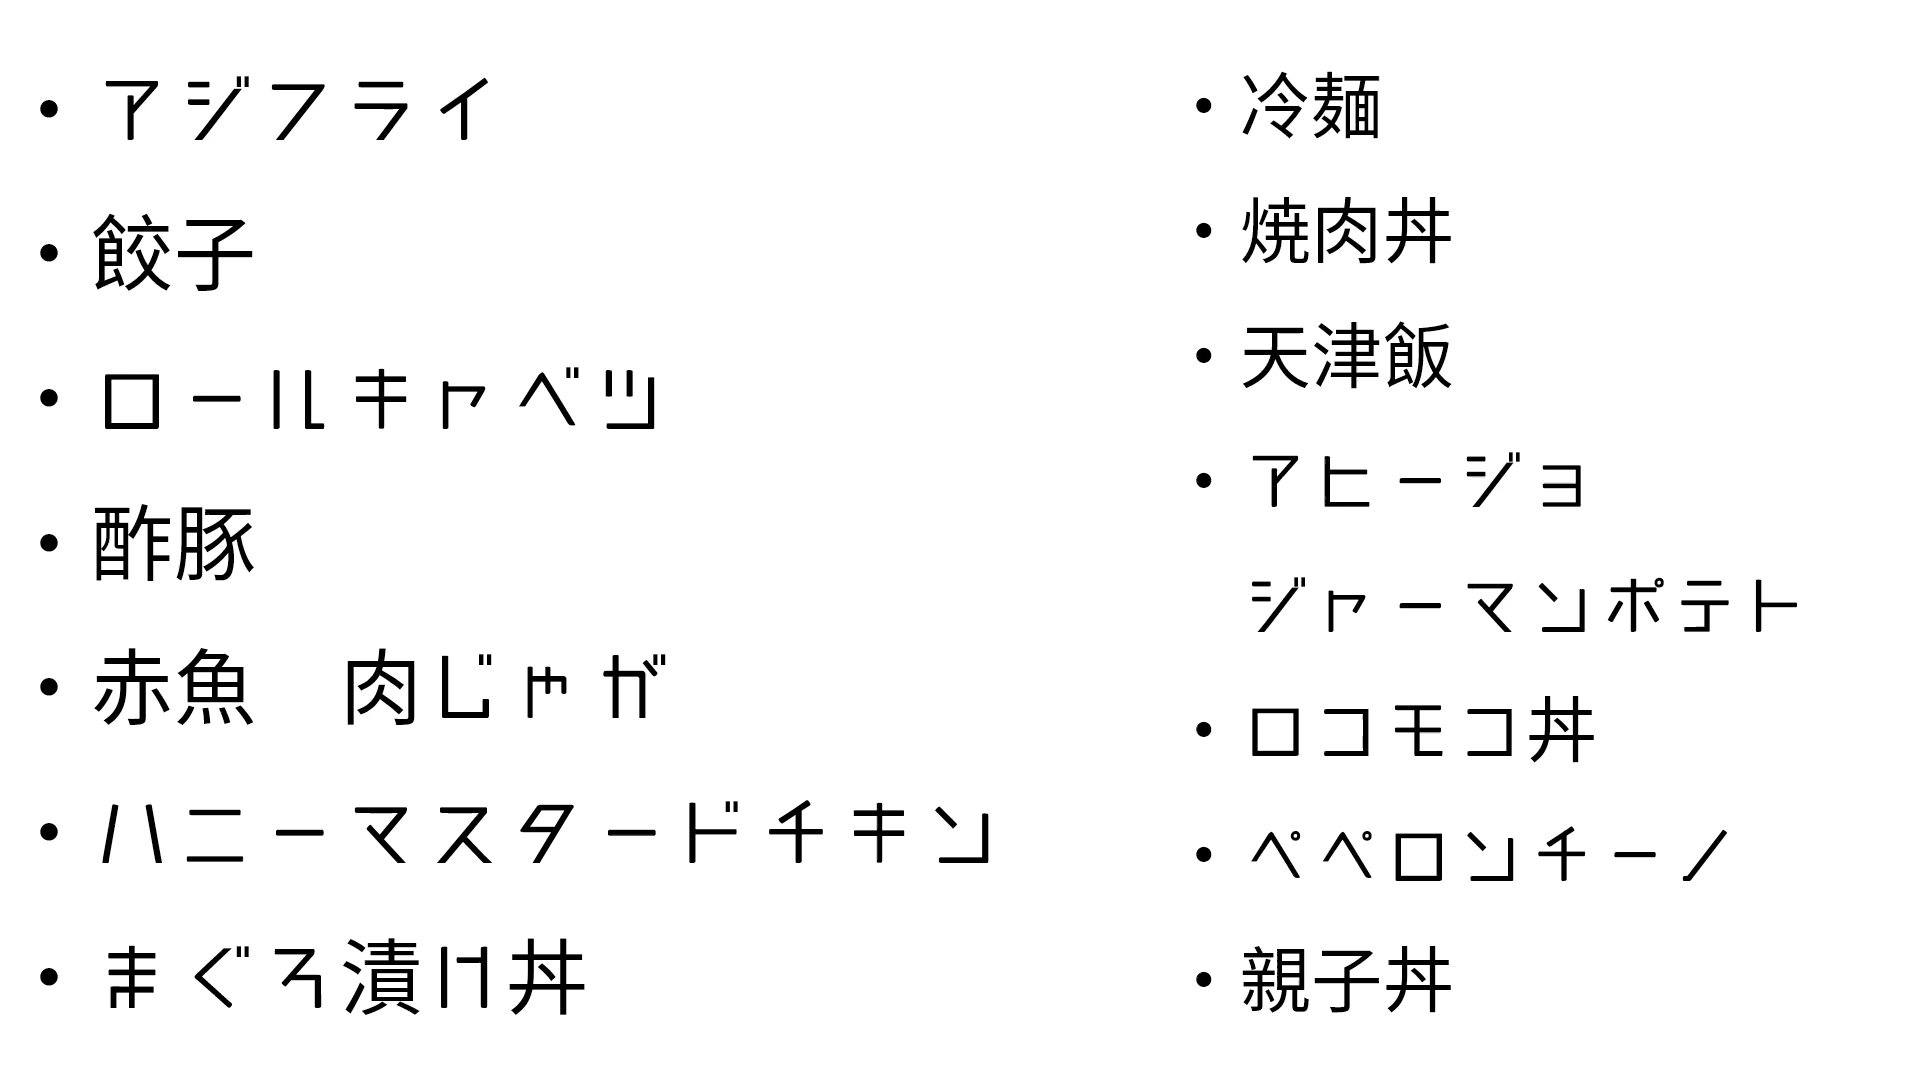 • アジフライ
• 餃子
• ロールキャベツ
• 酢豚
• 赤魚　肉じゃが
• ハニーマスタードチキン
• まぐろ漬け丼
• 冷麺
• 焼肉丼
• 天津飯
• アヒージョ
ジャーマンポテト
• ロコモコ丼
• ペペロンチーノ
• 親子丼